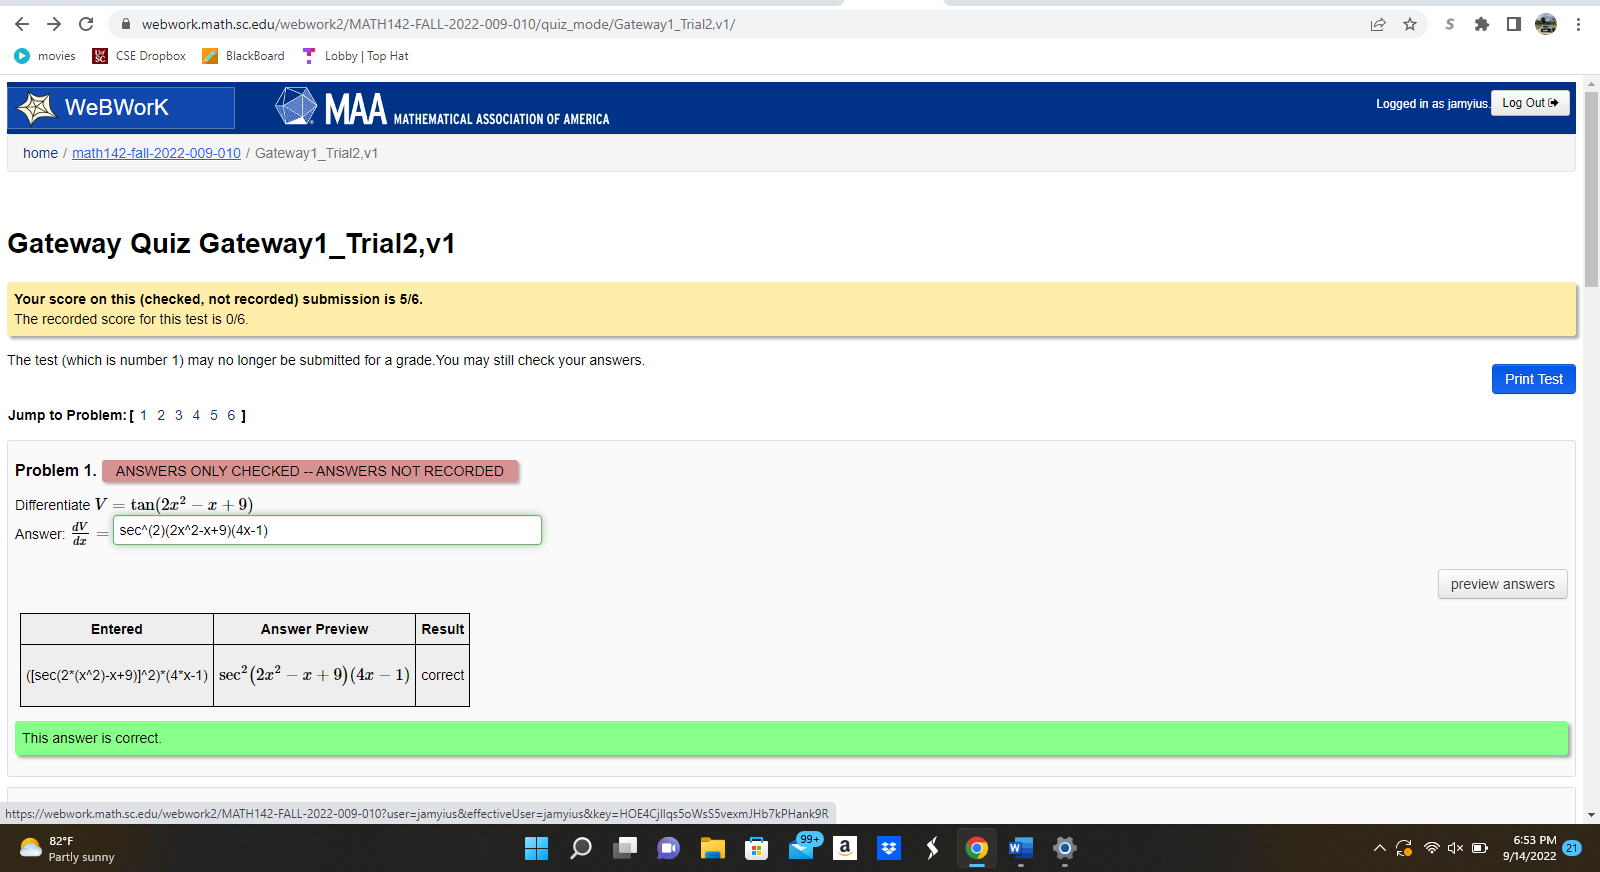 webwork.math.sc.edu/webwork2/MATH142-FALL-2022-009-010/quiz_mode/Gateway1_Trial2,v1/
movies CSE Dropbox BlackBoard Lobby | Top Hat
WeBWorK MAA MATHEMATICAL ASSOCIATION OF AMERICA Logged in as jamyius. Log Out
home / math142-fall-2022-009-010 / Gateway1_Trial2,v1
Gateway Quiz Gateway1_Trial2,v1
Your score on this (checked, not recorded) submission is 5/6.
The recorded score for this test is 0/6.
The test (which is number 1) may no longer be submitted for a grade.You may still check your answers.
Print Test
Jump to Problem: [ 1 2 3 4 5 6 ]
Problem 1. ANSWERS ONLY CHECKED -- ANSWERS NOT RECORDED
Differentiate V = tan(2x² − x + 9)
Answer: dV/dx = sec^(2)(2x^2-x+9)(4x-1)
preview answers
Entered Answer Preview Result
([sec(2*(x^2)-x+9)]^2)*(4*x-1) sec²(2x² − x + 9)(4x − 1) correct
This answer is correct.
https://webwork.math.sc.edu/webwork2/MATH142-FALL-2022-009-010?user=jamyius&effectiveUser=jamyius&key=HOE4CjIlqs5oWsS5vexmJHb7kPHank9R
82°F
Partly sunny
99+
6:53 PM
9/14/2022
21